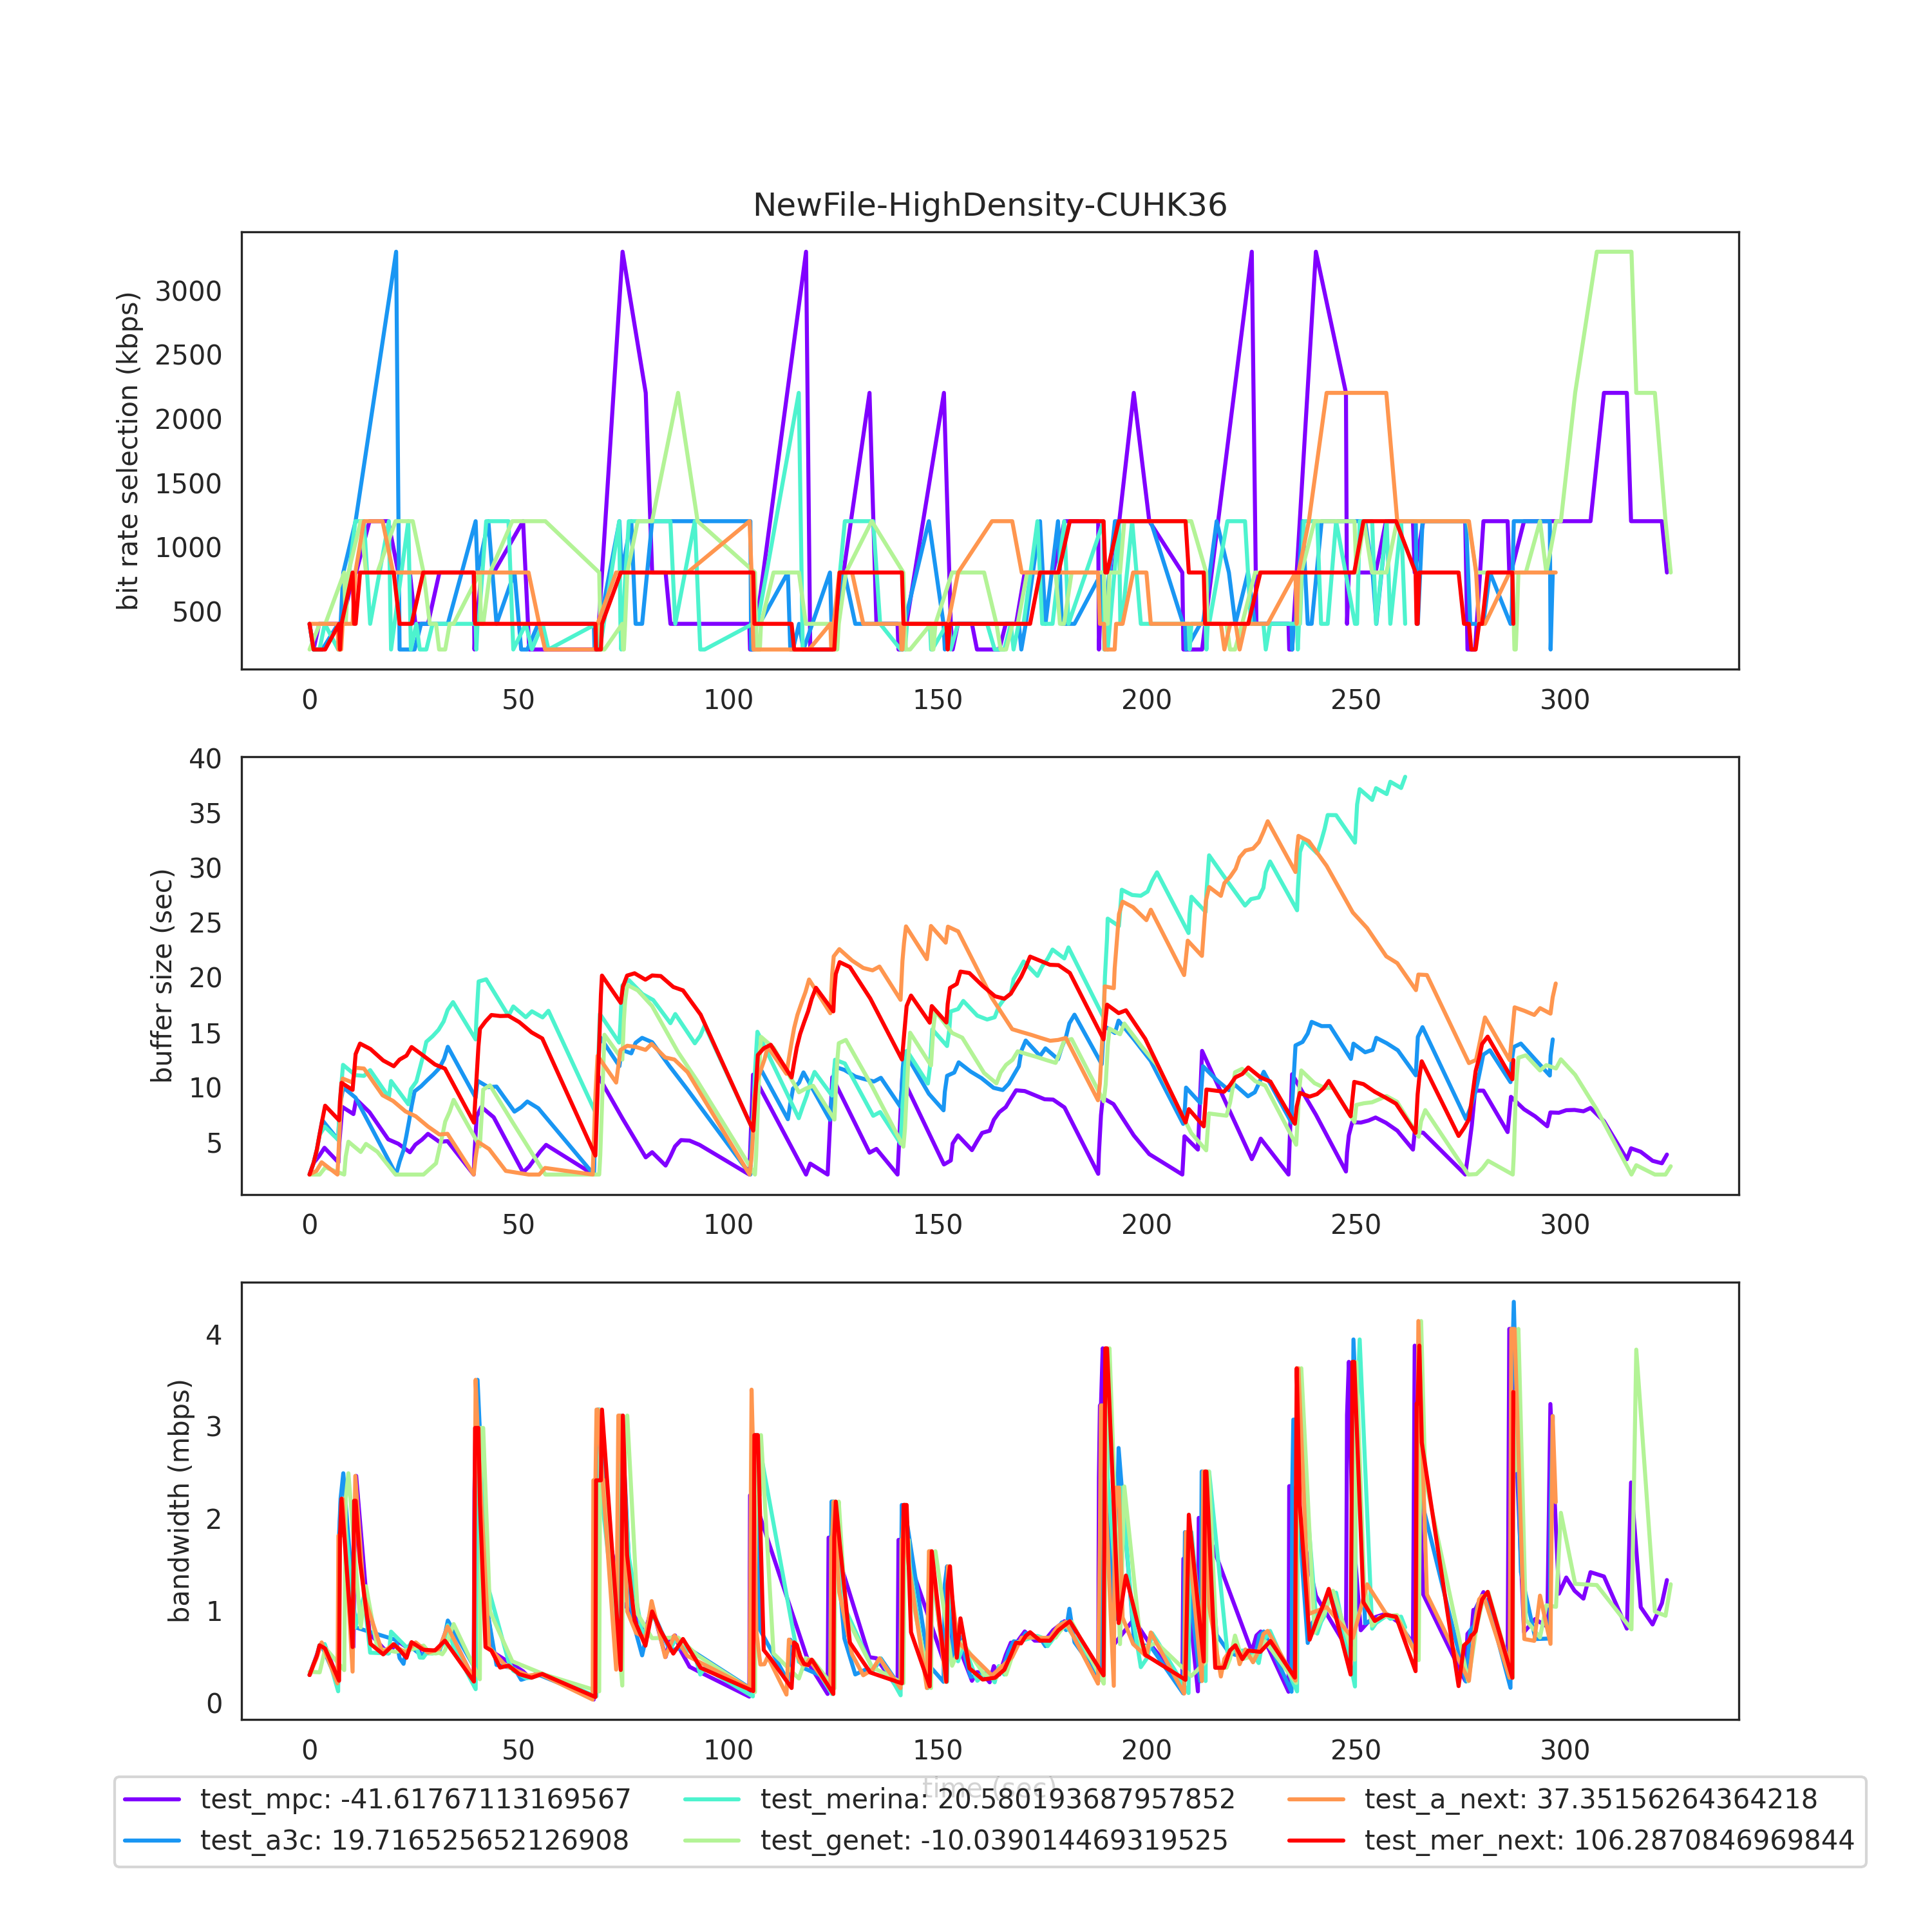 NewFile-HighDensity-CUHK36
bit rate selection (kbps)
3000
2500
2000
1500
1000
500
0 50 100 150 200 250 300
buffer size (sec)
40
35
30
25
20
15
10
5
0 50 100 150 200 250 300
bandwidth (mbps)
4
3
2
1
0
0 50 100 150 200 250 300
time (sec)
test_mpc: -41.61767113169567 test_merina: 20.580193687957852 test_a_next: 37.35156264364218
test_a3c: 19.716525652126908 test_genet: -10.039014469319525 test_mer_next: 106.2870846969844